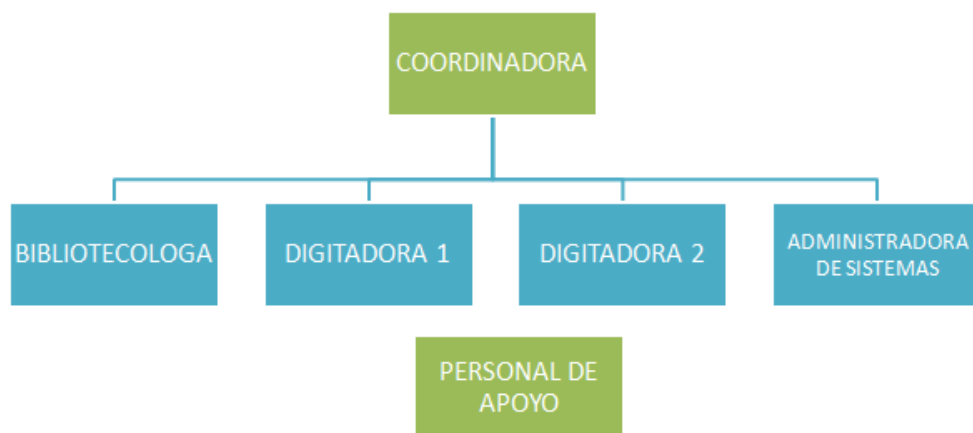 COORDINADORA
BIBLIOTECOLOGA
DIGITADORA 1
DIGITADORA 2
ADMINISTRADORA
DE SISTEMAS
PERSONAL DE
APOYO